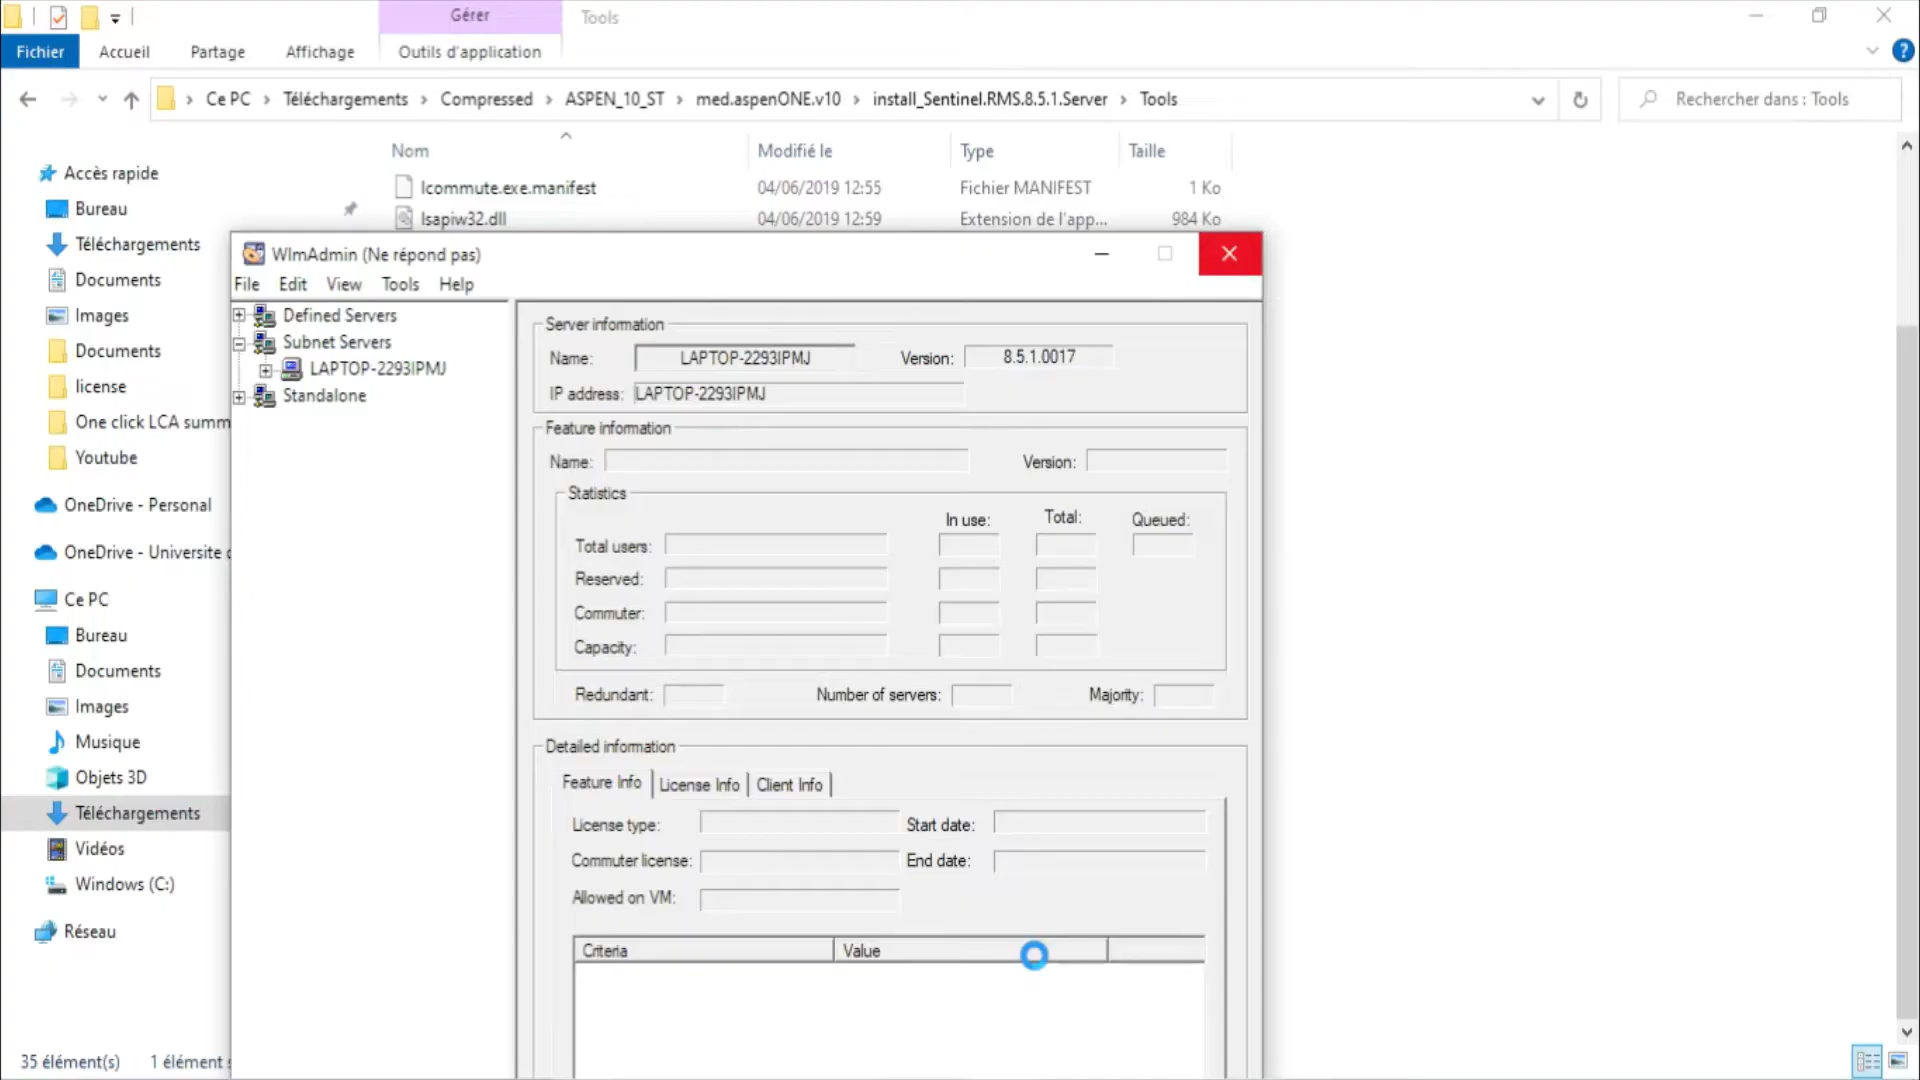 Gérer
Tools
Fichier
Accueil
Partage
Affichage
Outils d'application
Ce PC
Téléchargements
Compressed
ASPEN_10_ST
med.aspenONE.v10
install_Sentinel.RMS.8.5.1.Server
Tools
Rechercher dans : Tools
Nom
Modifié le
Type
Taille
lcommute.exe.manifest
04/06/2019 12:55
Fichier MANIFEST
1 Ko
lsapiw32.dll
04/06/2019 12:59
Extension de l'app...
984 Ko
Accès rapide
Bureau
Téléchargements
Documents
Images
Documents
license
One click LCA summ
Youtube
OneDrive - Personal
OneDrive - Universite
Ce PC
Bureau
Documents
Images
Musique
Objets 3D
Téléchargements
Vidéos
Windows (C:)
Réseau
35 élément(s)
1 élément
WlmAdmin (Ne répond pas)
File Edit View Tools Help
Defined Servers
Subnet Servers
LAPTOP-2293IPMJ
Standalone
Server information
Name: LAPTOP-2293IPMJ Version: 8.5.1.0017
IP address: LAPTOP-2293IPMJ
Feature information
Name: Version:
Statistics
In use: Total: Queued:
Total users:
Reserved:
Commuter:
Capacity:
Redundant: Number of servers: Majority:
Detailed information
Feature Info License Info Client Info
License type: Start date:
Commuter license: End date:
Allowed on VM:
Criteria Value